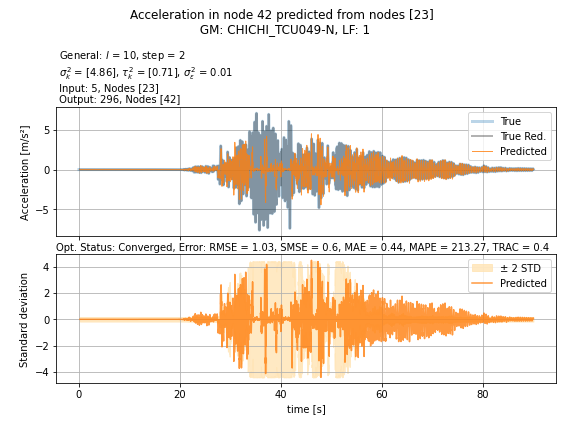 Acceleration in node 42 predicted from nodes [23]
GM: CHICHI_TCU049-N, LF: 1
General: l = 10, step = 2
σ²ₖ = [4.86], τ²ₖ = [0.71], σ²ε = 0.01
Input: 5, Nodes [23]
Output: 296, Nodes [42]
Acceleration [m/s²]
5
0
−5
True
True Red.
Predicted
Opt. Status: Converged, Error: RMSE = 1.03, SMSE = 0.6, MAE = 0.44, MAPE = 213.27, TRAC = 0.4
Standard deviation
4
2
0
−2
−4
± 2 STD
Predicted
0 20 40 60 80
time [s]